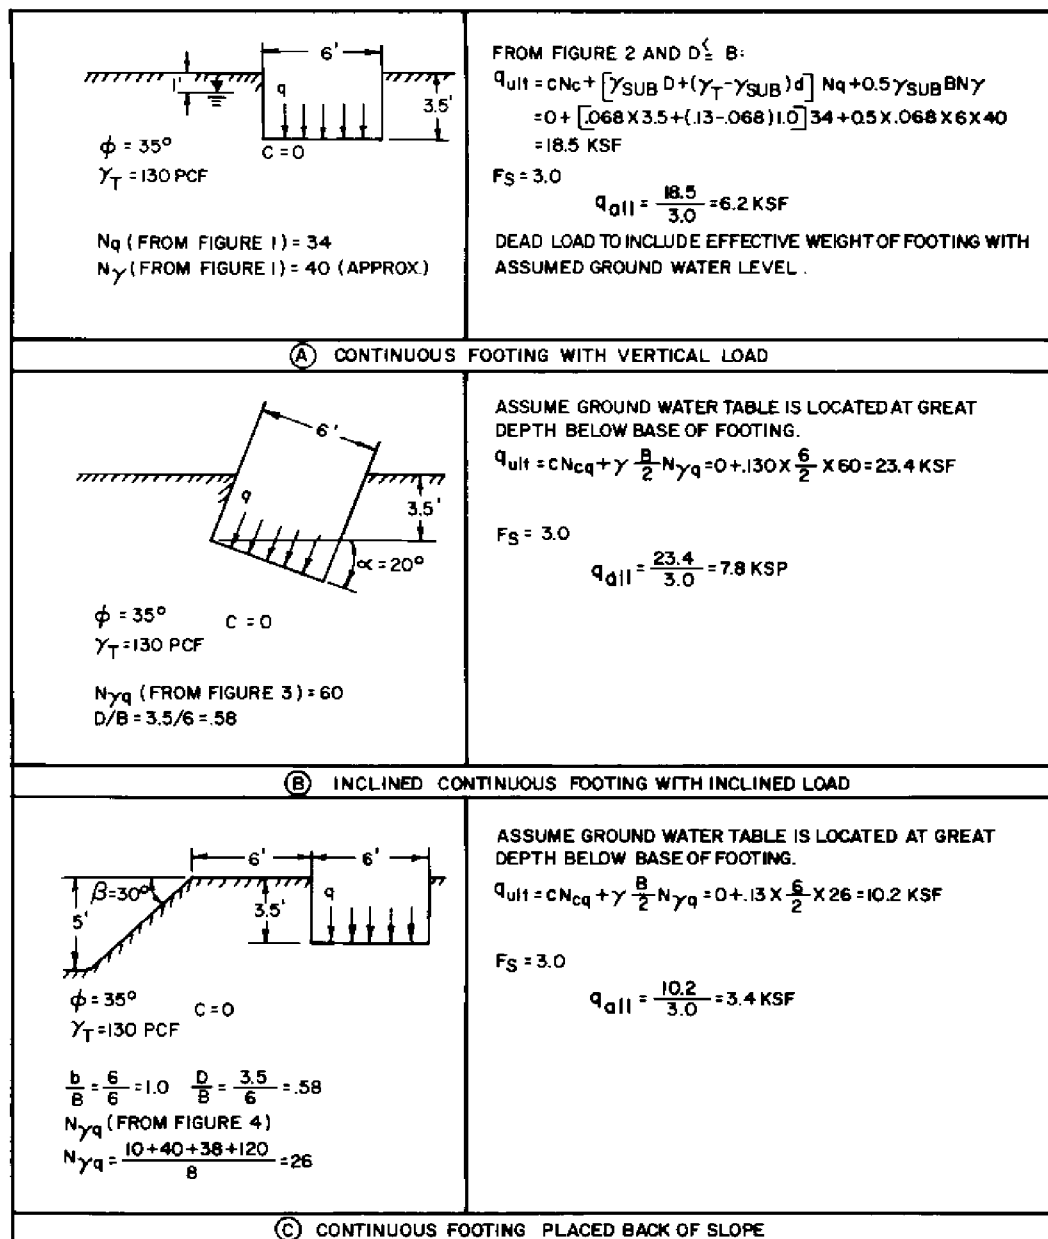 6'
1'
q
3.5'
ϕ = 35° C = 0
γT = 130 PCF
Nq (FROM FIGURE 1) = 34
Nγ (FROM FIGURE 1) = 40 (APPROX.)
FROM FIGURE 2 AND D ≦ B:
qult = CNc + [γSUB D + (γT - γSUB) d] Nq + 0.5 γSUB BNγ
= 0 + [.068 X 3.5 + (.13 - .068) 1.0] 34 + 0.5 X .068 X 6 X 40
= 18.5 KSF
FS = 3.0
qall = 18.5 / 3.0 = 6.2 KSF
DEAD LOAD TO INCLUDE EFFECTIVE WEIGHT OF FOOTING WITH
ASSUMED GROUND WATER LEVEL.
Ⓐ CONTINUOUS FOOTING WITH VERTICAL LOAD
6'
q
3.5'
∝ = 20°
ϕ = 35° C = 0
γT = 130 PCF
Nγq (FROM FIGURE 3) = 60
D/B = 3.5/6 = .58
ASSUME GROUND WATER TABLE IS LOCATED AT GREAT
DEPTH BELOW BASE OF FOOTING.
qult = CNcq + γ B/2 Nγq = 0 + .130 X 6/2 X 60 = 23.4 KSF
FS = 3.0
qall = 23.4 / 3.0 = 7.8 KSP
Ⓑ INCLINED CONTINUOUS FOOTING WITH INCLINED LOAD
6' 6'
β = 30°
q
5'
3.5'
ϕ = 35° C = 0
γT = 130 PCF
b/B = 6/6 = 1.0 D/B = 3.5/6 = .58
Nγq (FROM FIGURE 4)
Nγq = 10 + 40 + 38 + 120 / 8 = 26
ASSUME GROUND WATER TABLE IS LOCATED AT GREAT
DEPTH BELOW BASE OF FOOTING.
qult = CNcq + γ B/2 Nγq = 0 + .13 X 6/2 X 26 = 10.2 KSF
FS = 3.0
qall = 10.2 / 3.0 = 3.4 KSF
Ⓒ CONTINUOUS FOOTING PLACED BACK OF SLOPE